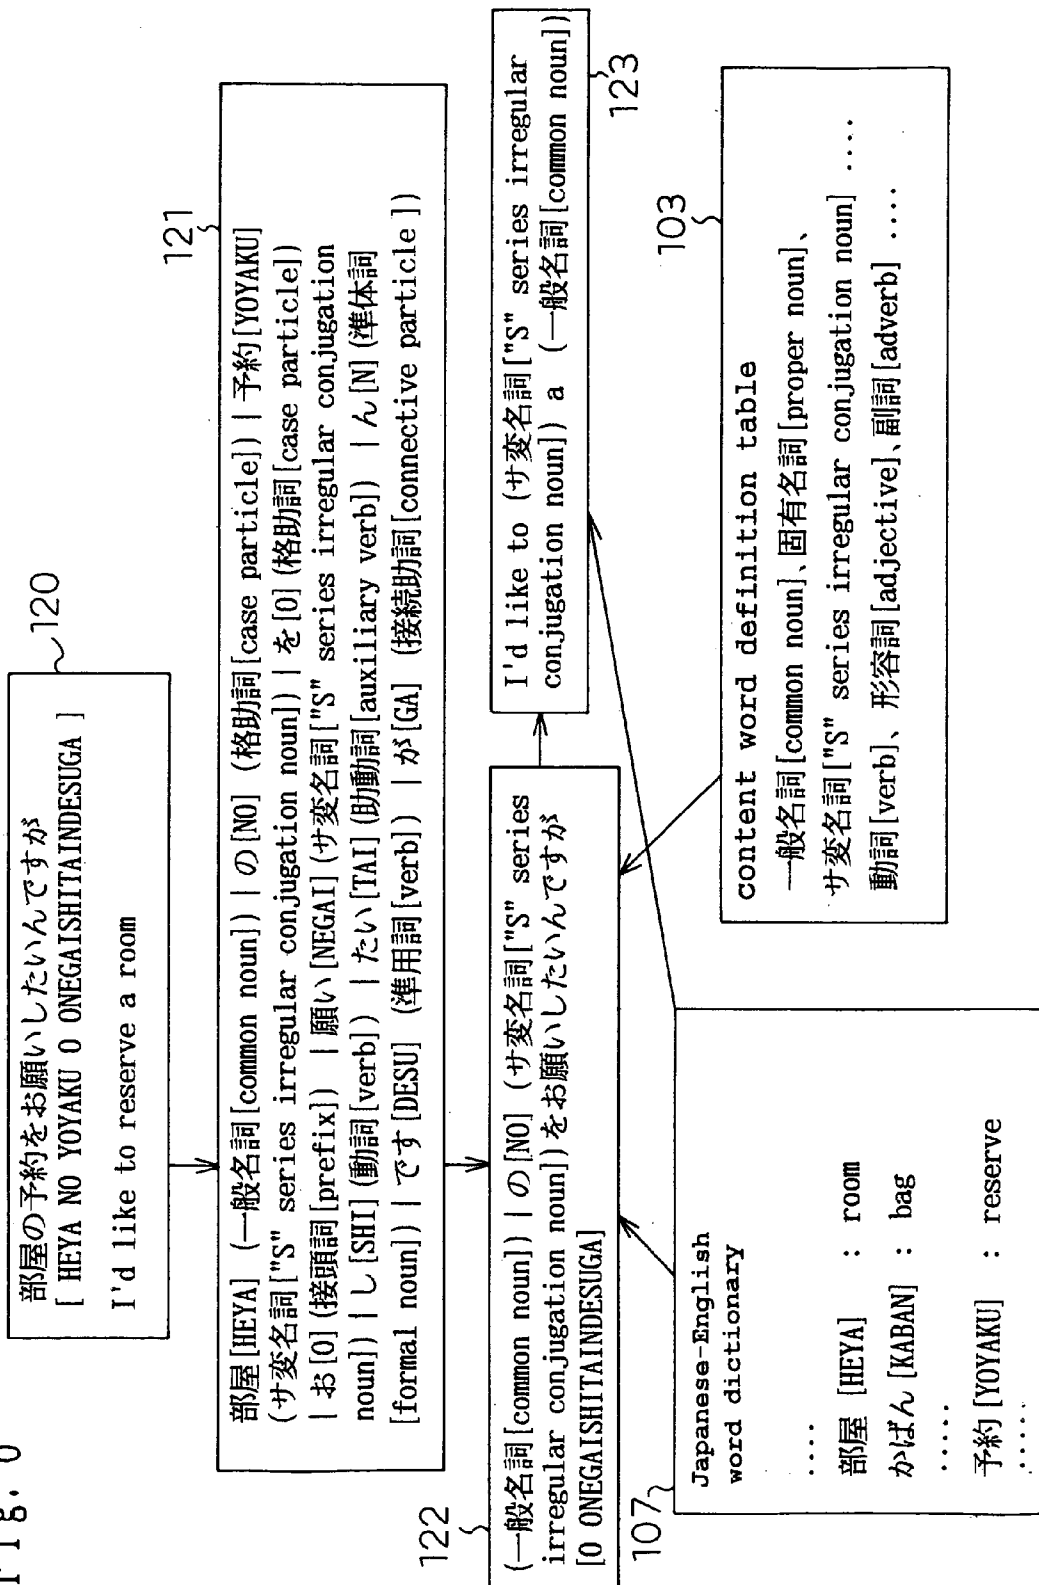 Fig. 6
部屋の予約をお願いしたいんですが
[ HEYA NO YOYAKU O ONEGAISHITAINDESUGA ]
I'd like to reserve a room
120
121
部屋[HEYA] (一般名詞[common noun])|の[NO] (格助詞[case particle])|予約[YOYAKU]
(サ変名詞["S" series irregular conjugation noun])|を[O](格助詞[case particle])
|お[O](接頭詞[prefix]) |願い[NEGAI](サ変名詞["S" series irregular conjugation
noun])|し[SHI](動詞[verb])|たい[TAI](助動詞[auxiliary verb])|ん[N](準体詞
[formal noun])|です[DESU] (準用詞[verb])|が[GA] (接続助詞[connective particle])
122
(一般名詞[common noun])|の[NO] (サ変名詞["S" series
irregular conjugation noun])をお願いしたいんですが
[O ONEGAISHITAINDESUGA]
I'd like to (サ変名詞["S" series irregular
conjugation noun]) a (一般名詞[common noun])
123
107
Japanese-English
word dictionary
....
部屋 [HEYA] : room
かばん [KABAN] : bag
.....
予約 [YOYAKU] : reserve
.....
103
content word definition table
一般名詞[common noun]、固有名詞[proper noun]、
サ変名詞["S" series irregular conjugation noun] ....
動詞[verb]、形容詞[adjective]、副詞[adverb] ....